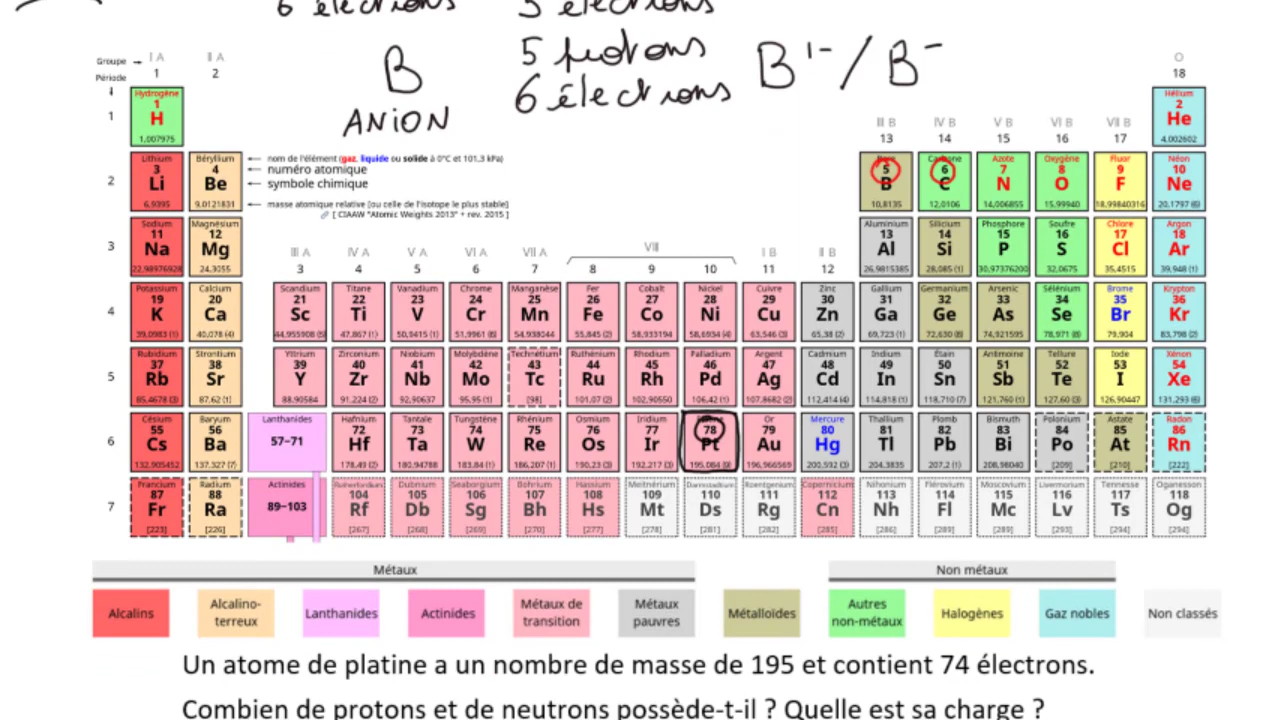 6 électrons 5 électrons
5 protons B¹⁻/B⁻
B 6 électrons
ANION
Groupe → I A II A O
Période 1 2 18
↓
Hydrogène Hélium
1 1 2
H He
1,007975 4,002602
III B IV B V B VI B VII B
13 14 15 16 17
Lithium Béryllium ← nom de l'élément (gaz, liquide ou solide à 0°C et 101,3 kPa) Carbone Azote Oxygène Fluor Néon
2 3 4 ← numéro atomique 5 6 7 8 9 10
Li Be ← symbole chimique B C N O F Ne
6,9395 9,0121831 ← masse atomique relative [ou celle de l'isotope le plus stable] 10,8135 12,0106 14,006855 15,99940 18,99840316 20,1797 (6)
[ CIAAW "Atomic Weights 2013" + rev. 2015 ]
Sodium Magnésium Aluminium Silicium Phosphore Soufre Chlore Argon
3 11 12 13 14 15 16 17 18
Na Mg Al Si P S Cl Ar
22,98976928 24,3055 26,9815385 28,085 (1) 30,97376200 32,0675 35,4515 39,948 (1)
III A IV A V A VI A VII A VIII I B II B
3 4 5 6 7 8 9 10 11 12
Potassium Calcium Scandium Titane Vanadium Chrome Manganèse Fer Cobalt Nickel Cuivre Zinc Gallium Germanium Arsenic Sélénium Brome Krypton
4 19 20 21 22 23 24 25 26 27 28 29 30 31 32 33 34 35 36
K Ca Sc Ti V Cr Mn Fe Co Ni Cu Zn Ga Ge As Se Br Kr
39,0983 (1) 40,078 (4) 44,955908 (5) 47,867 (1) 50,9415 (1) 51,9961 (6) 54,938044 55,845 (2) 58,933194 58,6934 (4) 63,546 (3) 65,38 (2) 69,723 (1) 72,630 (8) 74,921595 78,971 (8) 79,904 83,798 (2)
Rubidium Strontium Yttrium Zirconium Niobium Molybdène Technétium Ruthénium Rhodium Palladium Argent Cadmium Indium Étain Antimoine Tellure Iode Xénon
5 37 38 39 40 41 42 43 44 45 46 47 48 49 50 51 52 53 54
Rb Sr Y Zr Nb Mo Tc Ru Rh Pd Ag Cd In Sn Sb Te I Xe
85,4678 (3) 87,62 (1) 88,90584 91,224 (2) 92,90637 95,95 (1) [98] 101,07 (2) 102,90550 106,42 (1) 107,8682 (2) 112,414 (4) 114,818 (1) 118,710 (7) 121,760 (1) 127,60 (3) 126,90447 131,293 (6)
Césium Baryum Lanthanides Hafnium Tantale Tungstène Rhénium Osmium Iridium Or Mercure Thallium Plomb Bismuth Polonium Astate Radon
6 55 56 57–71 72 73 74 75 76 77 78 79 80 81 82 83 84 85 86
Cs Ba Hf Ta W Re Os Ir Pt Au Hg Tl Pb Bi Po At Rn
132,905452 137,327 (7) 178,49 (2) 180,94788 183,84 (1) 186,207 (1) 190,23 (3) 192,217 (3) 195,084 (9) 196,966569 200,592 (3) 204,3835 207,2 (1) 208,98040 [209] [210] [222]
Francium Radium Actinides Rutherfordium Dubnium Seaborgium Bohrium Hassium Meitnérium Darmstadtium Roentgenium Copernicium Nihonium Flérovium Moscovium Livermorium Tennesse Oganesson
7 87 88 89–103 104 105 106 107 108 109 110 111 112 113 114 115 116 117 118
Fr Ra Rf Db Sg Bh Hs Mt Ds Rg Cn Nh Fl Mc Lv Ts Og
[223] [226] [267] [268] [269] [270] [277] [278] [281] [282] [285] [286] [289] [289] [293] [294] [294]
Métaux Non métaux
Alcalins Alcalino- Lanthanides Actinides Métaux de Métaux Métalloïdes Autres Halogènes Gaz nobles Non classés
terreux transition pauvres non-métaux
Un atome de platine a un nombre de masse de 195 et contient 74 électrons.
Combien de protons et de neutrons possède-t-il ? Quelle est sa charge ?